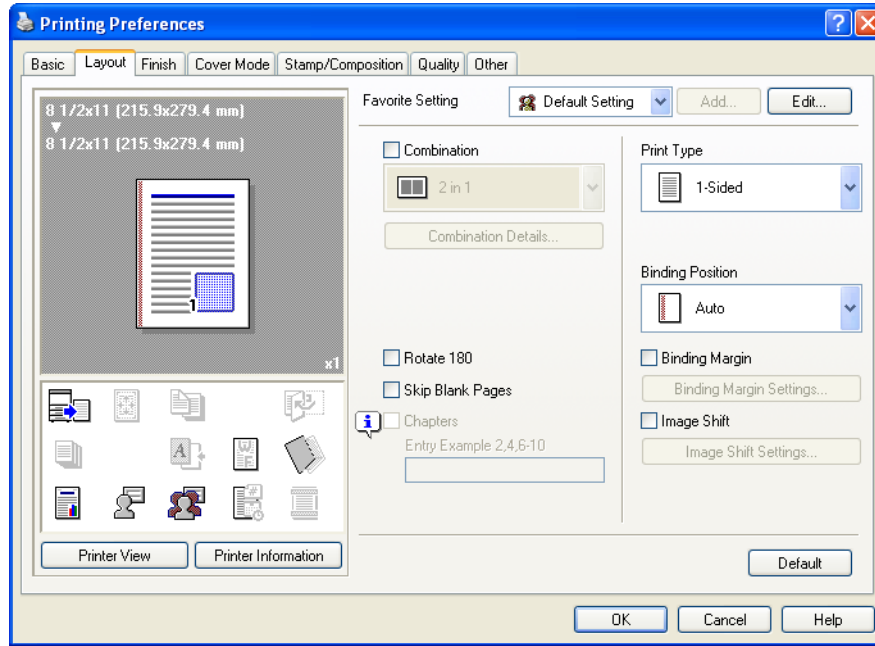 Printing Preferences
Basic Layout Finish Cover Mode Stamp/Composition Quality Other
8 1/2x11 (215.9x279.4 mm)
8 1/2x11 (215.9x279.4 mm)
1
x1
Printer View Printer Information
Favorite Setting Default Setting Add... Edit...
Combination
2 in 1
Combination Details...
Rotate 180
Skip Blank Pages
Chapters
Entry Example 2,4,6-10
Print Type
1-Sided
Binding Position
Auto
Binding Margin
Binding Margin Settings...
Image Shift
Image Shift Settings...
Default
OK Cancel Help